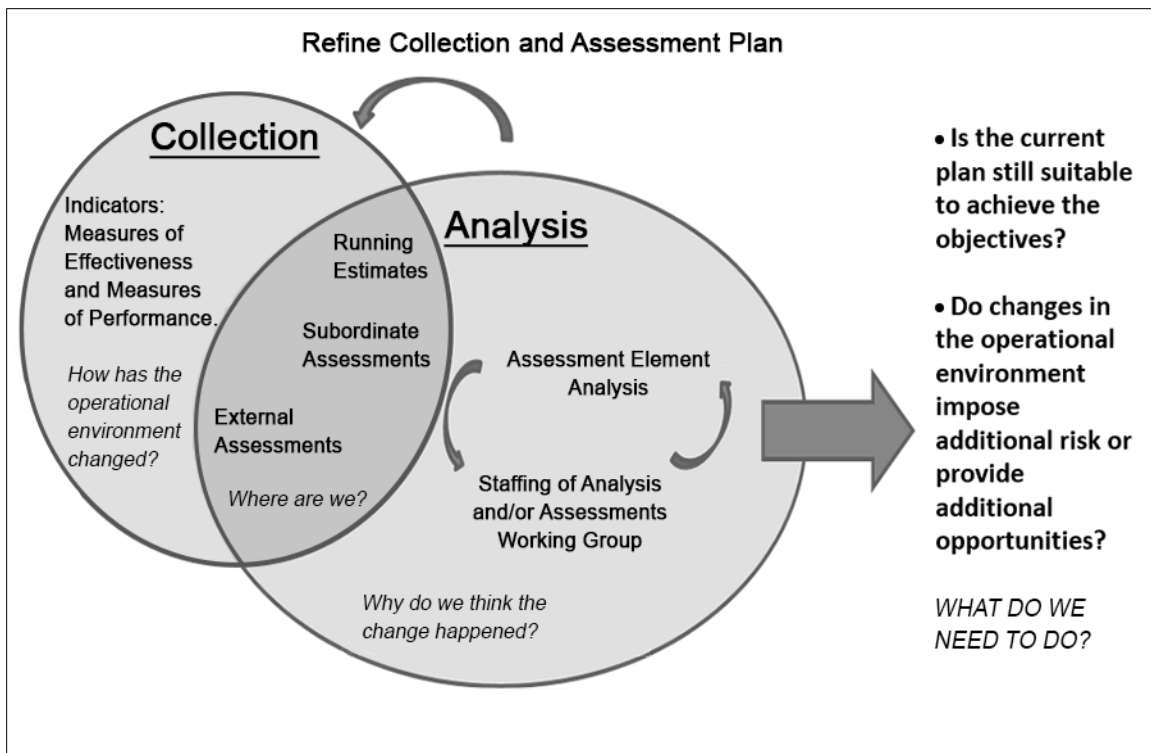 Refine Collection and Assessment Plan
Collection
Indicators:
Measures of
Effectiveness
and Measures
of Performance.
How has the
operational
environment
changed?
Running
Estimates
Subordinate
Assessments
External
Assessments
Where are we?
Analysis
Assessment Element
Analysis
Staffing of Analysis
and/or Assessments
Working Group
Why do we think the
change happened?
• Is the current
plan still suitable
to achieve the
objectives?
• Do changes in
the operational
environment
impose
additional risk or
provide
additional
opportunities?
WHAT DO WE
NEED TO DO?